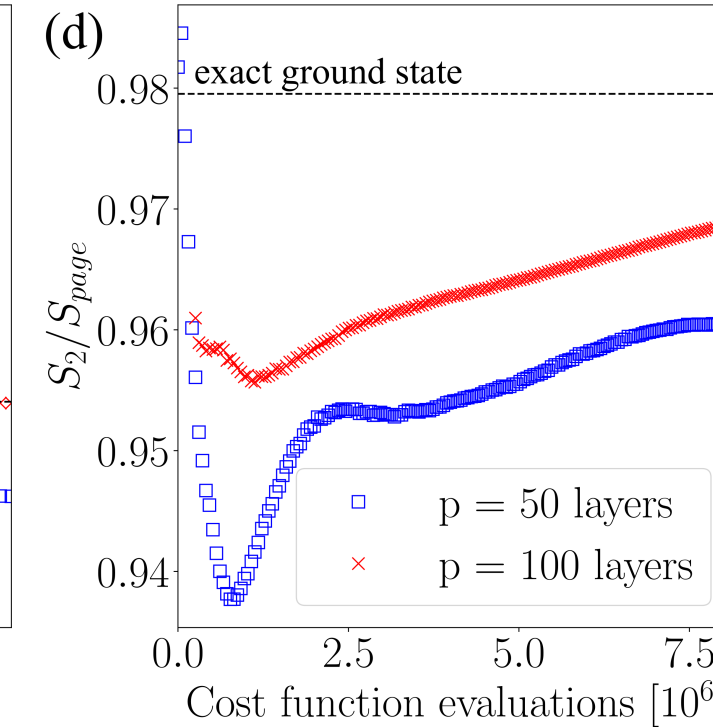 (d)
exact ground state
0.98
0.97
0.96
0.95
0.94
S₂/Sₚₐgₑ
p = 50 layers
p = 100 layers
0.0 2.5 5.0 7.5
Cost function evaluations [10⁶